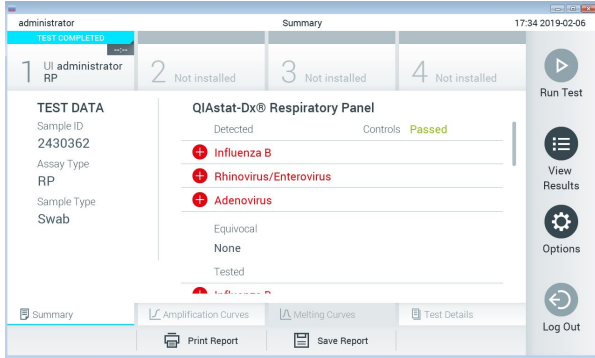 administrator Summary 17:34 2019-02-06
TEST COMPLETED
--:--
1 UI administrator
RP
2 Not installed
3 Not installed
4 Not installed
Run Test
View
Results
Options
Log Out
TEST DATA
Sample ID
2430362
Assay Type
RP
Sample Type
Swab
QIAstat-Dx® Respiratory Panel
Detected Controls Passed
Influenza B
Rhinovirus/Enterovirus
Adenovirus
Equivocal
None
Tested
Influenza B
Summary Amplification Curves Melting Curves Test Details
Print Report Save Report